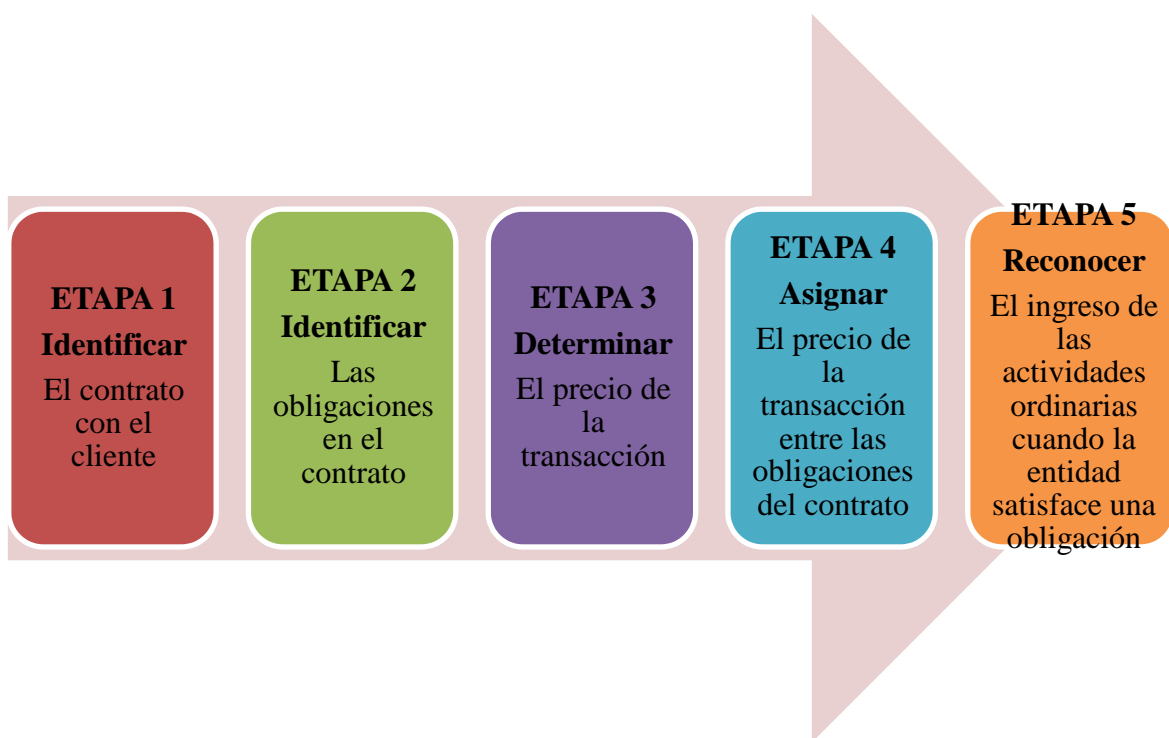 ETAPA 1
Identificar
El contrato
con el
cliente
ETAPA 2
Identificar
Las
obligaciones
en el
contrato
ETAPA 3
Determinar
El precio de
la
transacción
ETAPA 4
Asignar
El precio de
la
transacción
entre las
obligaciones
del contrato
ETAPA 5
Reconocer
El ingreso de
las
actividades
ordinarias
cuando la
entidad
satisface una
obligación